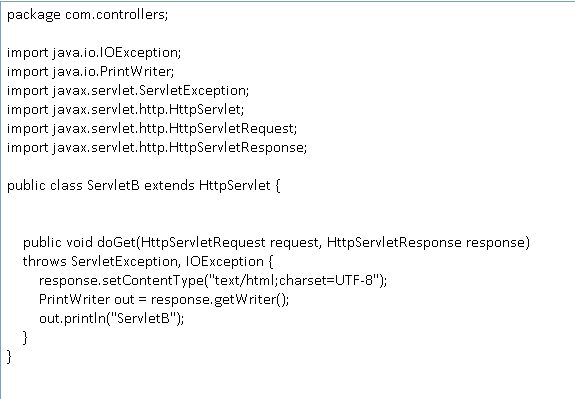 package com.controllers;

import java.io.IOException;
import java.io.PrintWriter;
import javax.servlet.ServletException;
import javax.servlet.http.HttpServlet;
import javax.servlet.http.HttpServletRequest;
import javax.servlet.http.HttpServletResponse;

public class ServletB extends HttpServlet {


    public void doGet(HttpServletRequest request, HttpServletResponse response)
    throws ServletException, IOException {
        response.setContentType("text/html;charset=UTF-8");
        PrintWriter out = response.getWriter();
        out.println("ServletB");
    }
}